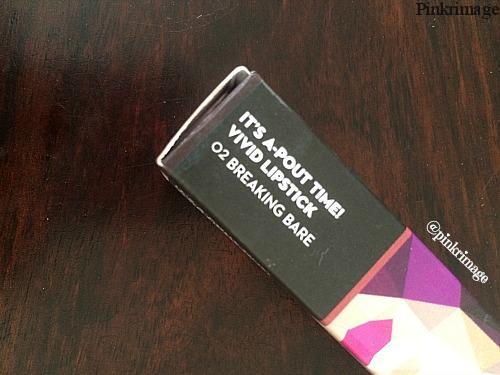 Pinkrimage
IT'S A-POUT TIME!
VIVID LIPSTICK
02 BREAKING BARE
@pinkrimage